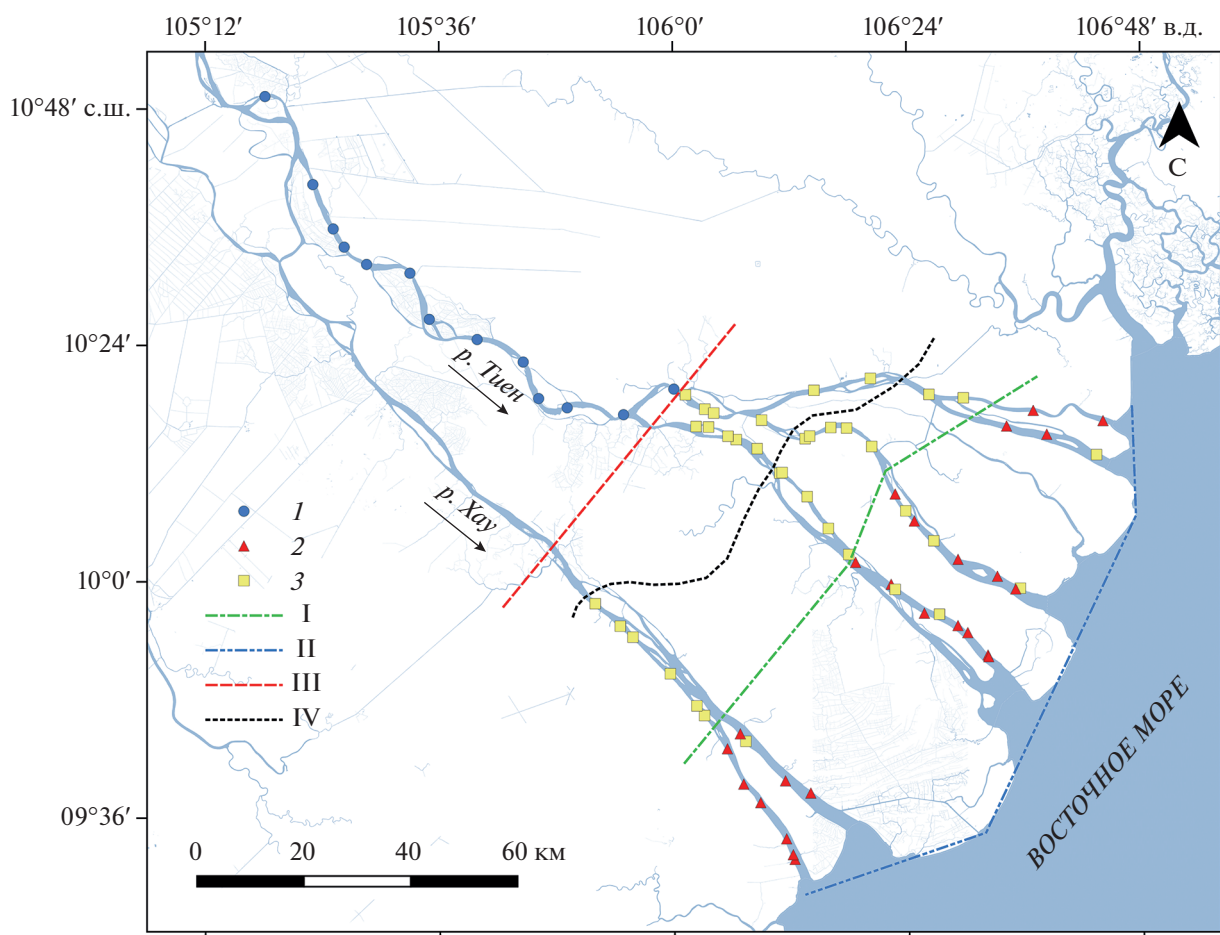 105°12′ 105°36′ 106°0′ 106°24′ 106°48′ в.д.
10°48′ с.ш.
С
10°24′
р. Тиен
р. Хау
1
2
10°0′
3
I
II
III
IV
ВОСТОЧНОЕ МОРЕ
09°36′
0 20 40 60 км